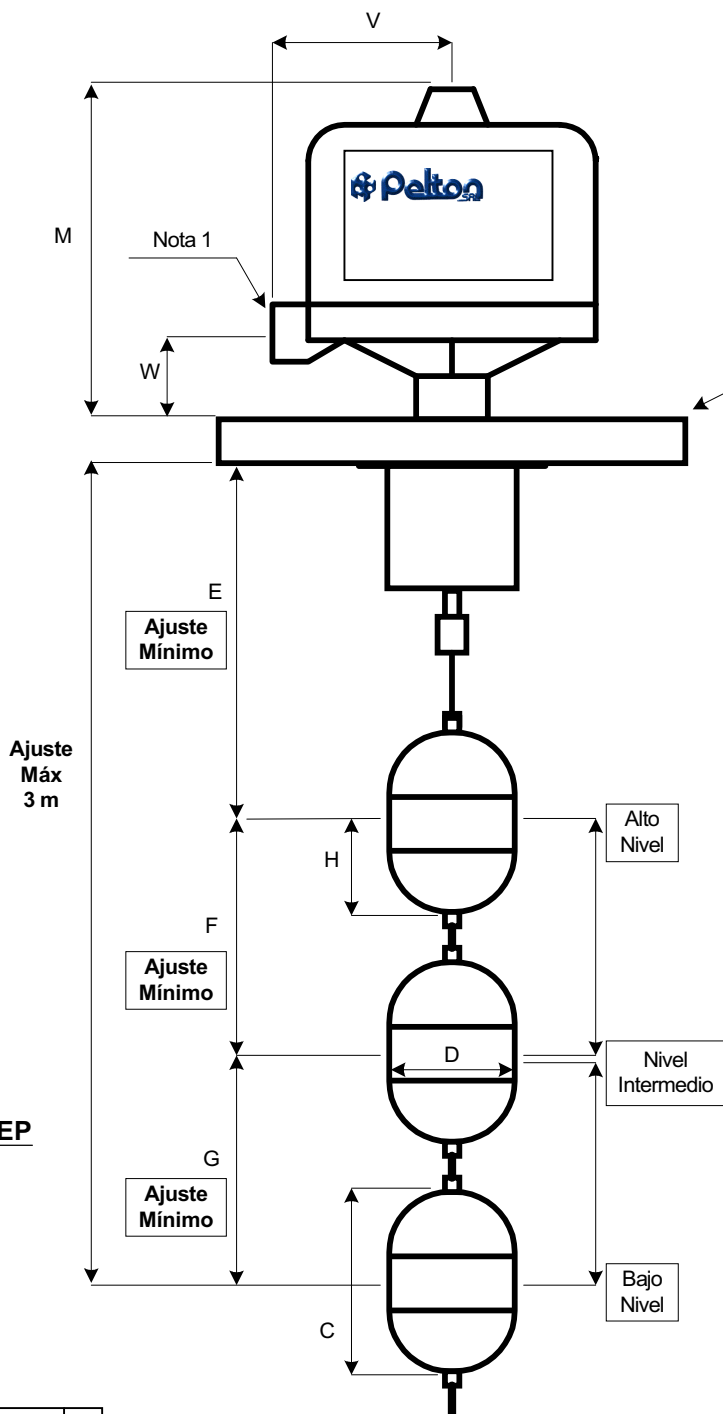 V
Pelton
SRL
M
Nota 1
W
E
Ajuste
Mínimo
Ajuste
Máx
3 m
Alto
Nivel
H
F
Ajuste
Mínimo
D
Nivel
Intermedio
EP
G
Ajuste
Mínimo
Bajo
Nivel
C